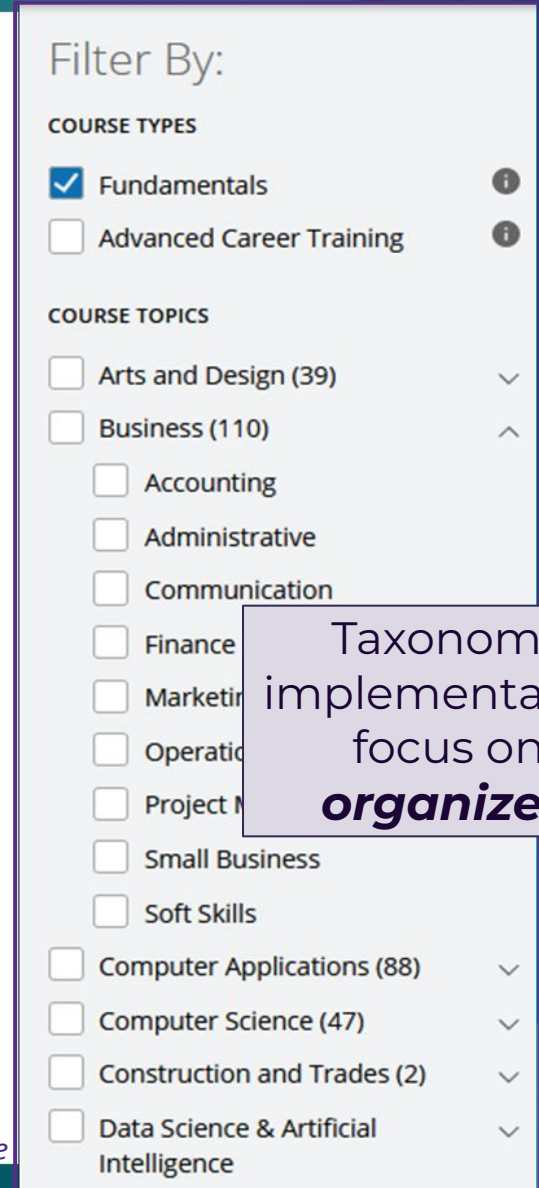 Filter By:
COURSE TYPES
Fundamentals
Advanced Career Training
COURSE TOPICS
Arts and Design (39)
Business (110)
Accounting
Administrative
Communication
Finance
Marketin
Operatio
Project M
Small Business
Soft Skills
Taxonom
implementa
focus on
organize
Computer Applications (88)
Computer Science (47)
Construction and Trades (2)
Data Science & Artificial
Intelligence
e